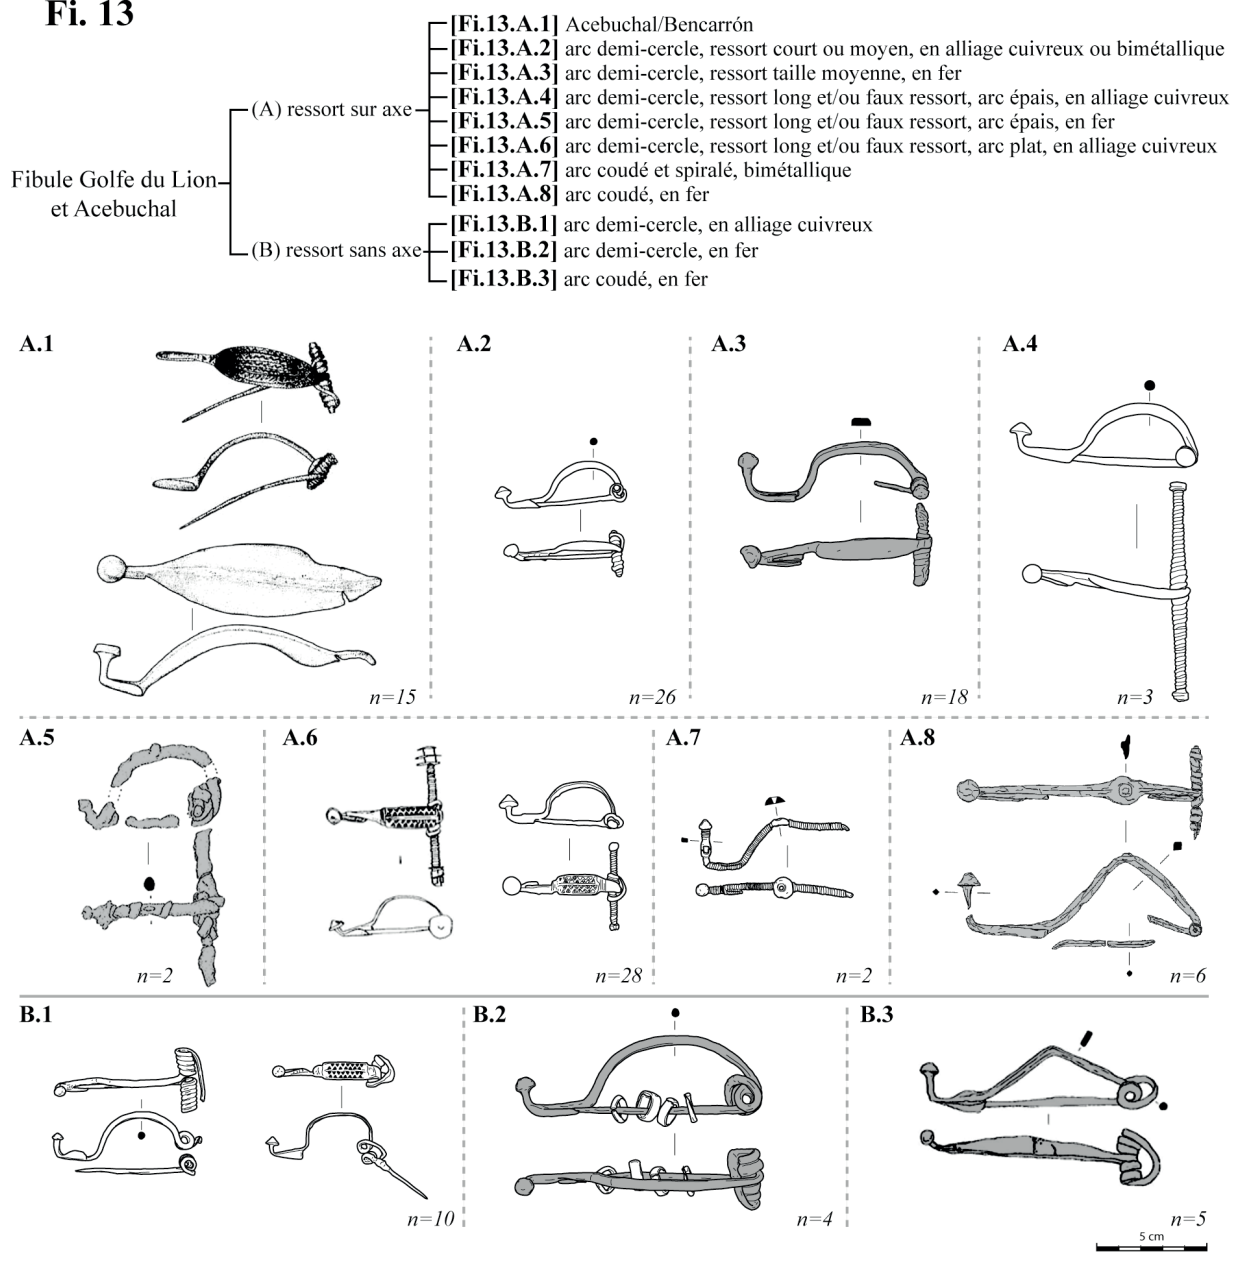 Fi. 13
[Fi.13.A.1] Acebuchal/Bencarrón
[Fi.13.A.2] arc demi-cercle, ressort court ou moyen, en alliage cuivreux ou bimétallique
[Fi.13.A.3] arc demi-cercle, ressort taille moyenne, en fer
[Fi.13.A.4] arc demi-cercle, ressort long et/ou faux ressort, arc épais, en alliage cuivreux
(A) ressort sur axe
[Fi.13.A.5] arc demi-cercle, ressort long et/ou faux ressort, arc épais, en fer
[Fi.13.A.6] arc demi-cercle, ressort long et/ou faux ressort, arc plat, en alliage cuivreux
[Fi.13.A.7] arc coudé et spiralé, bimétallique
[Fi.13.A.8] arc coudé, en fer
Fibule Golfe du Lion
et Acebuchal
[Fi.13.B.1] arc demi-cercle, en alliage cuivreux
(B) ressort sans axe
[Fi.13.B.2] arc demi-cercle, en fer
[Fi.13.B.3] arc coudé, en fer
A.1
A.2
A.3
A.4
n=15
n=26
n=18
n=3
A.5
A.6
A.7
A.8
n=2
n=28
n=2
n=6
B.1
B.2
B.3
n=10
n=4
n=5
5 cm